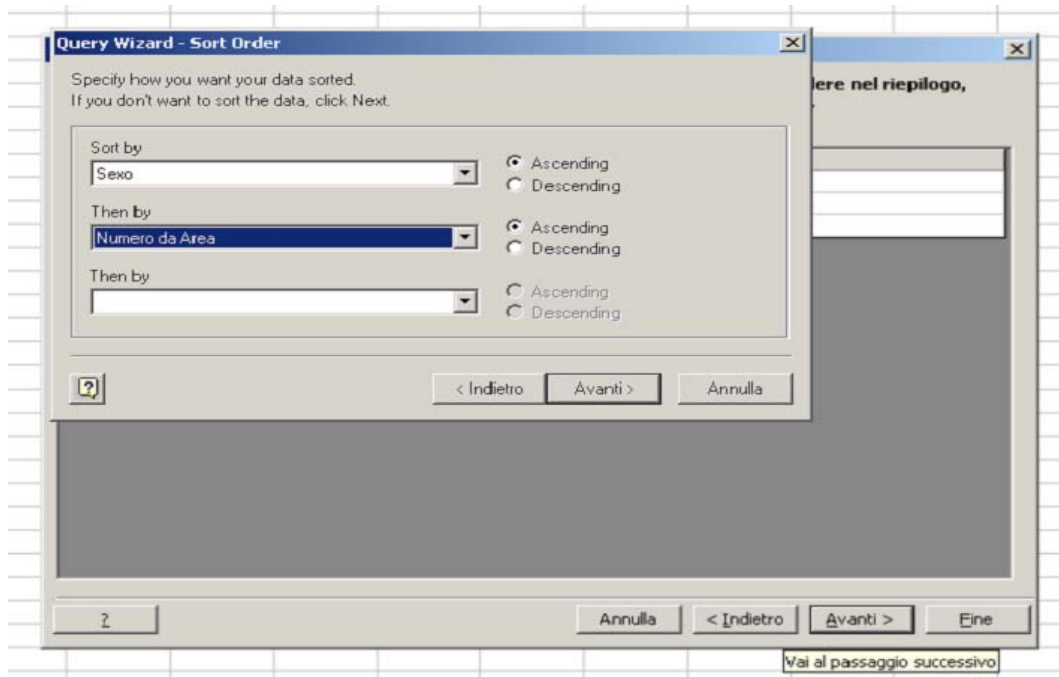 Query Wizard - Sort Order
Specify how you want your data sorted.
If you don't want to sort the data, click Next.
lere nel riepilogo,
Sort by
Sexo
Ascending
Descending
Then by
Numero da Area
Ascending
Descending
Then by
Ascending
Descending
< Indietro
Avanti >
Annulla
?
Annulla
< Indietro
Avanti >
Fine
Vai al passaggio successivo